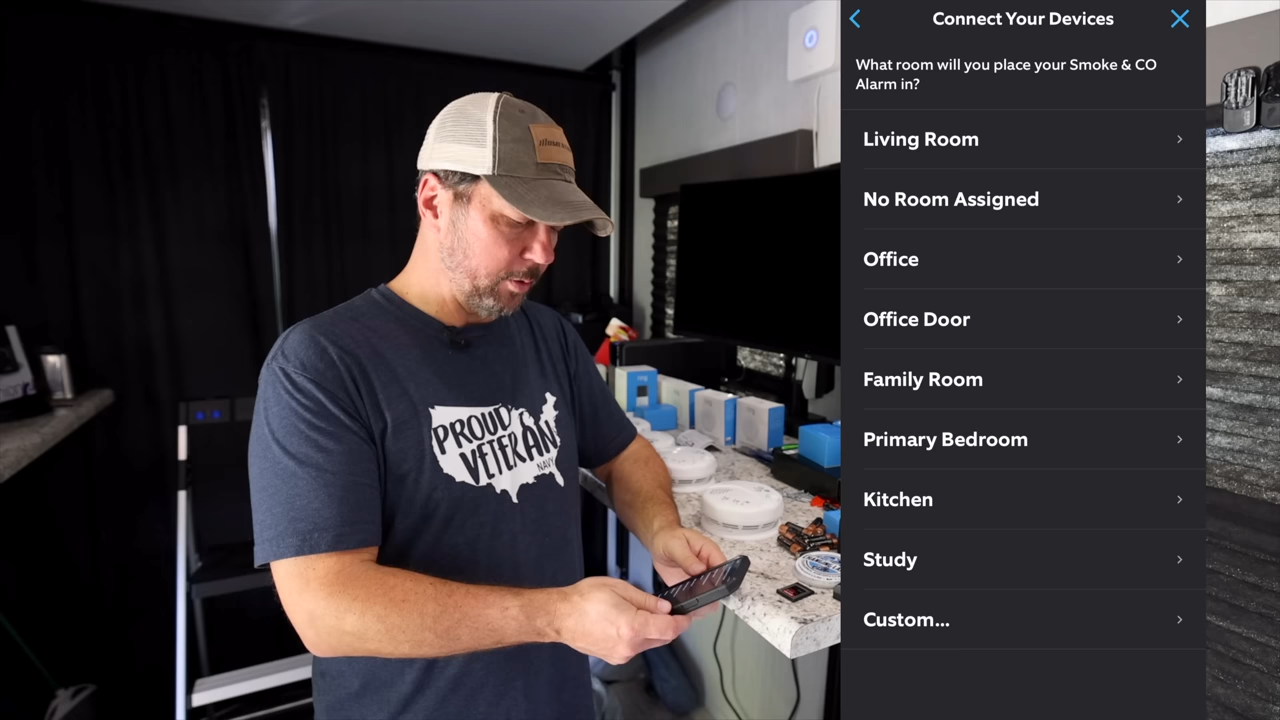 Connect Your Devices
What room will you place your Smoke & CO
Alarm in?
Living Room
No Room Assigned
Office
Office Door
Family Room
Primary Bedroom
Kitchen
Study
Custom...
PROUD
VETERAN
NAVY
ring